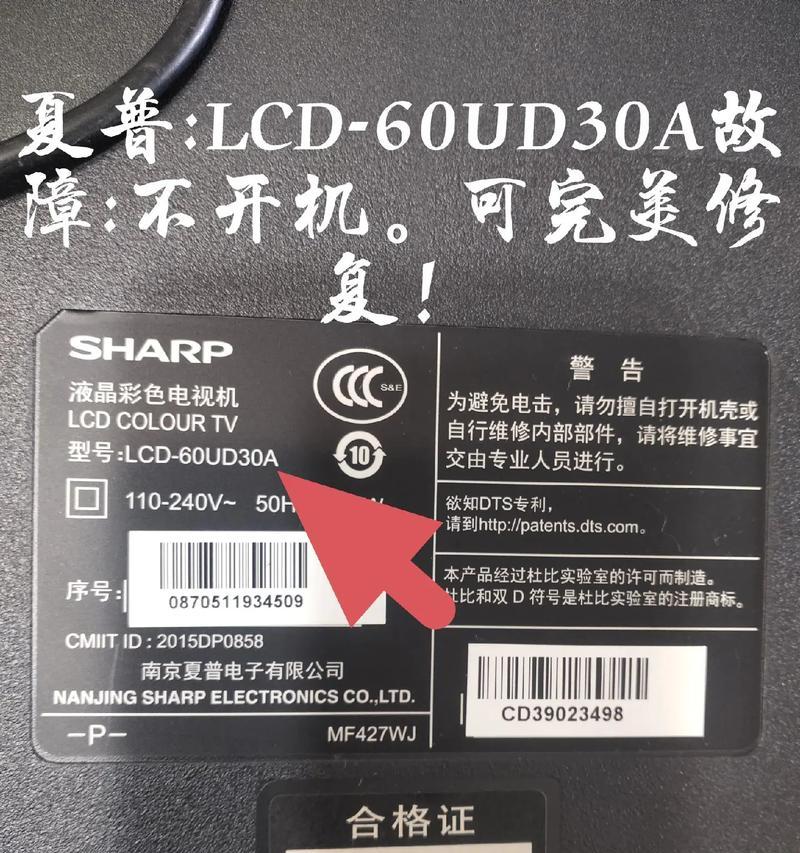 夏普:LCD-60UD30A故
障:不开机。可完美修
复!
SHARP
液晶彩色电视机
LCD COLOUR TV
型号:LCD-60UD30A
CCC S&E
10
110-240V~ 50H W
序号:
0870511934509
CMIIT ID : 2015DP0858
南京夏普电子有限公司
NANJING SHARP ELECTRONICS CO.,LTD.
-P- MF427WJ
警 告
为避免电击，请勿擅自打开机壳或
自行维修内部部件，请将维修事宜
交由专业人员进行。
欲知DTS专利，
请到http://patents.dts.com。
本产品经过杜比实验室的许可而制造。
杜比和双 D 符号是杜比实验室的注册商标。
CD39023498
合格证